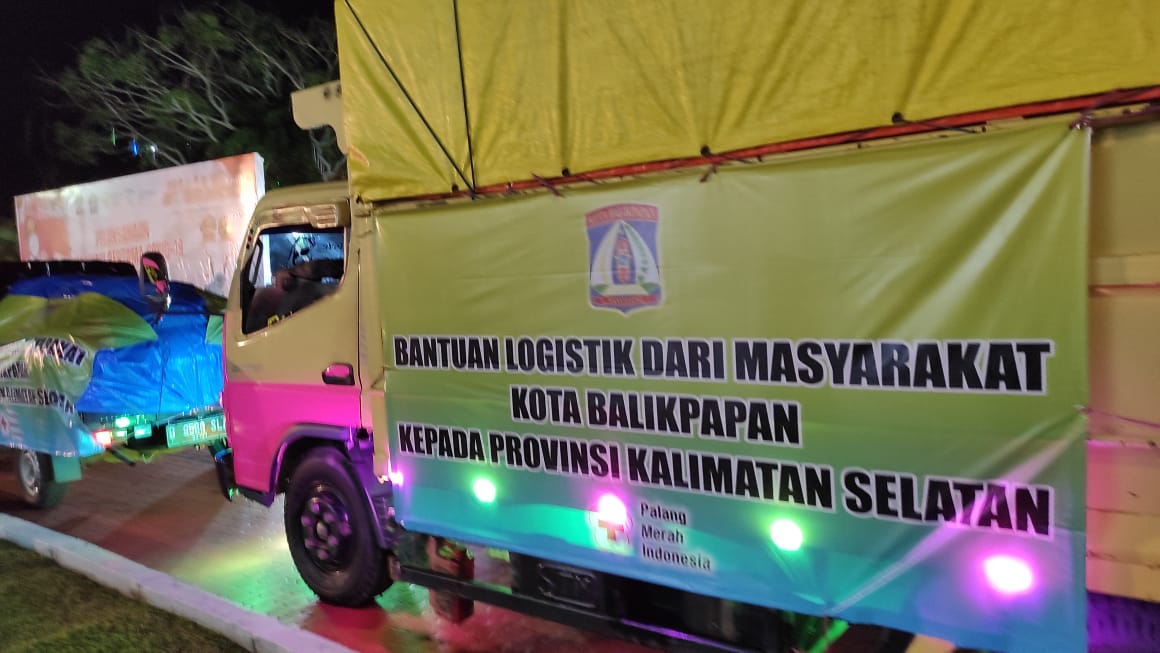 BANTUAN LOGISTIK DARI MASYARAKAT
KOTA BALIKPAPAN
KEPADA PROVINSI KALIMATAN SELATAN
Palang
Merah
Indonesia